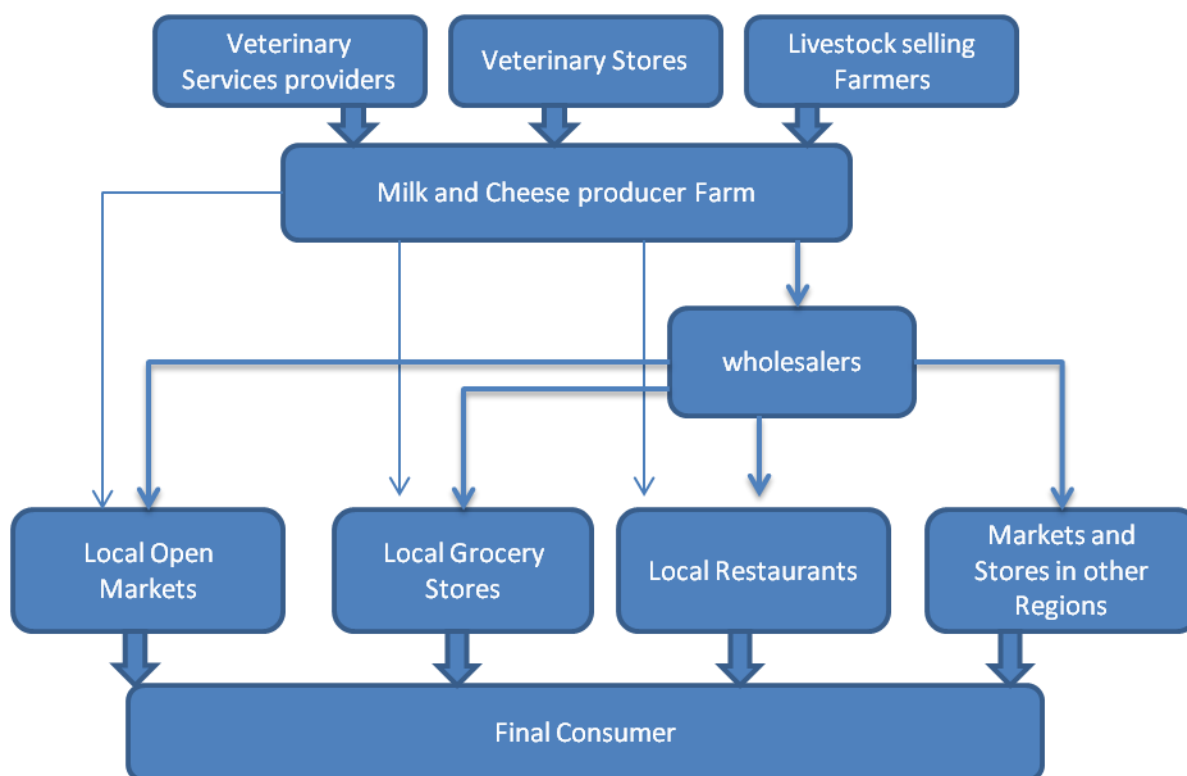 Veterinary
Services providers
Veterinary Stores
Livestock selling
Farmers
Milk and Cheese producer Farm
wholesalers
Local Open
Markets
Local Grocery
Stores
Local Restaurants
Markets and
Stores in other
Regions
Final Consumer